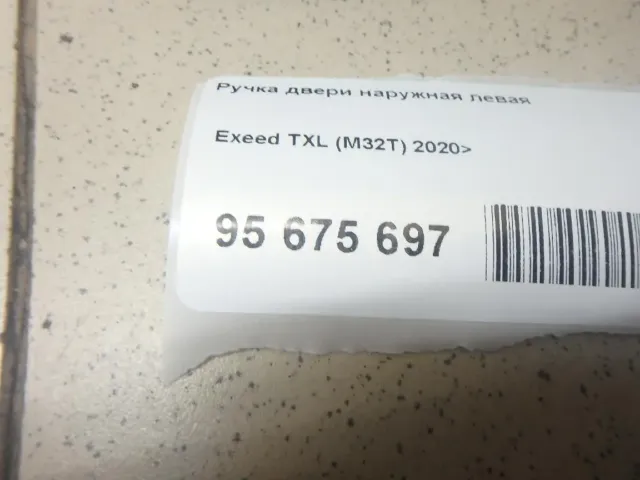 Ручка двери наружная левая
Exeed TXL (M32T) 2020>
95 675 697